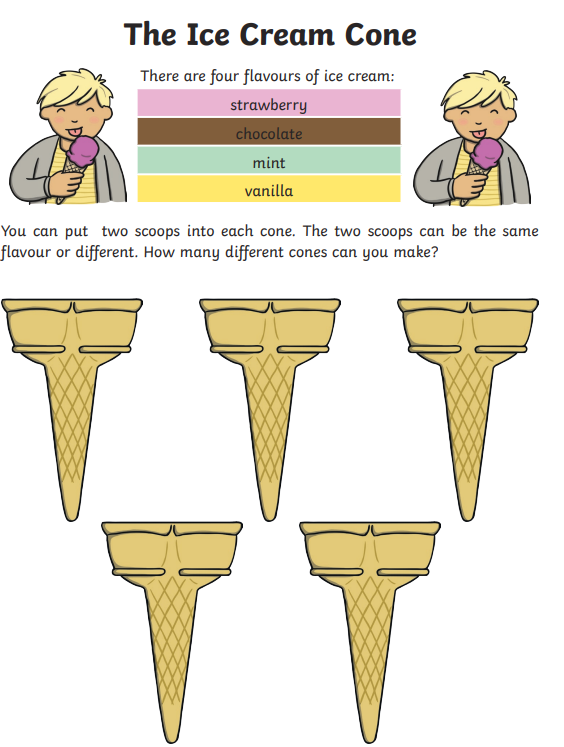 The Ice Cream Cone
There are four flavours of ice cream:
strawberry
chocolate
mint
vanilla
You can put  two scoops into each cone. The two scoops can be the same
flavour or different. How many different cones can you make?